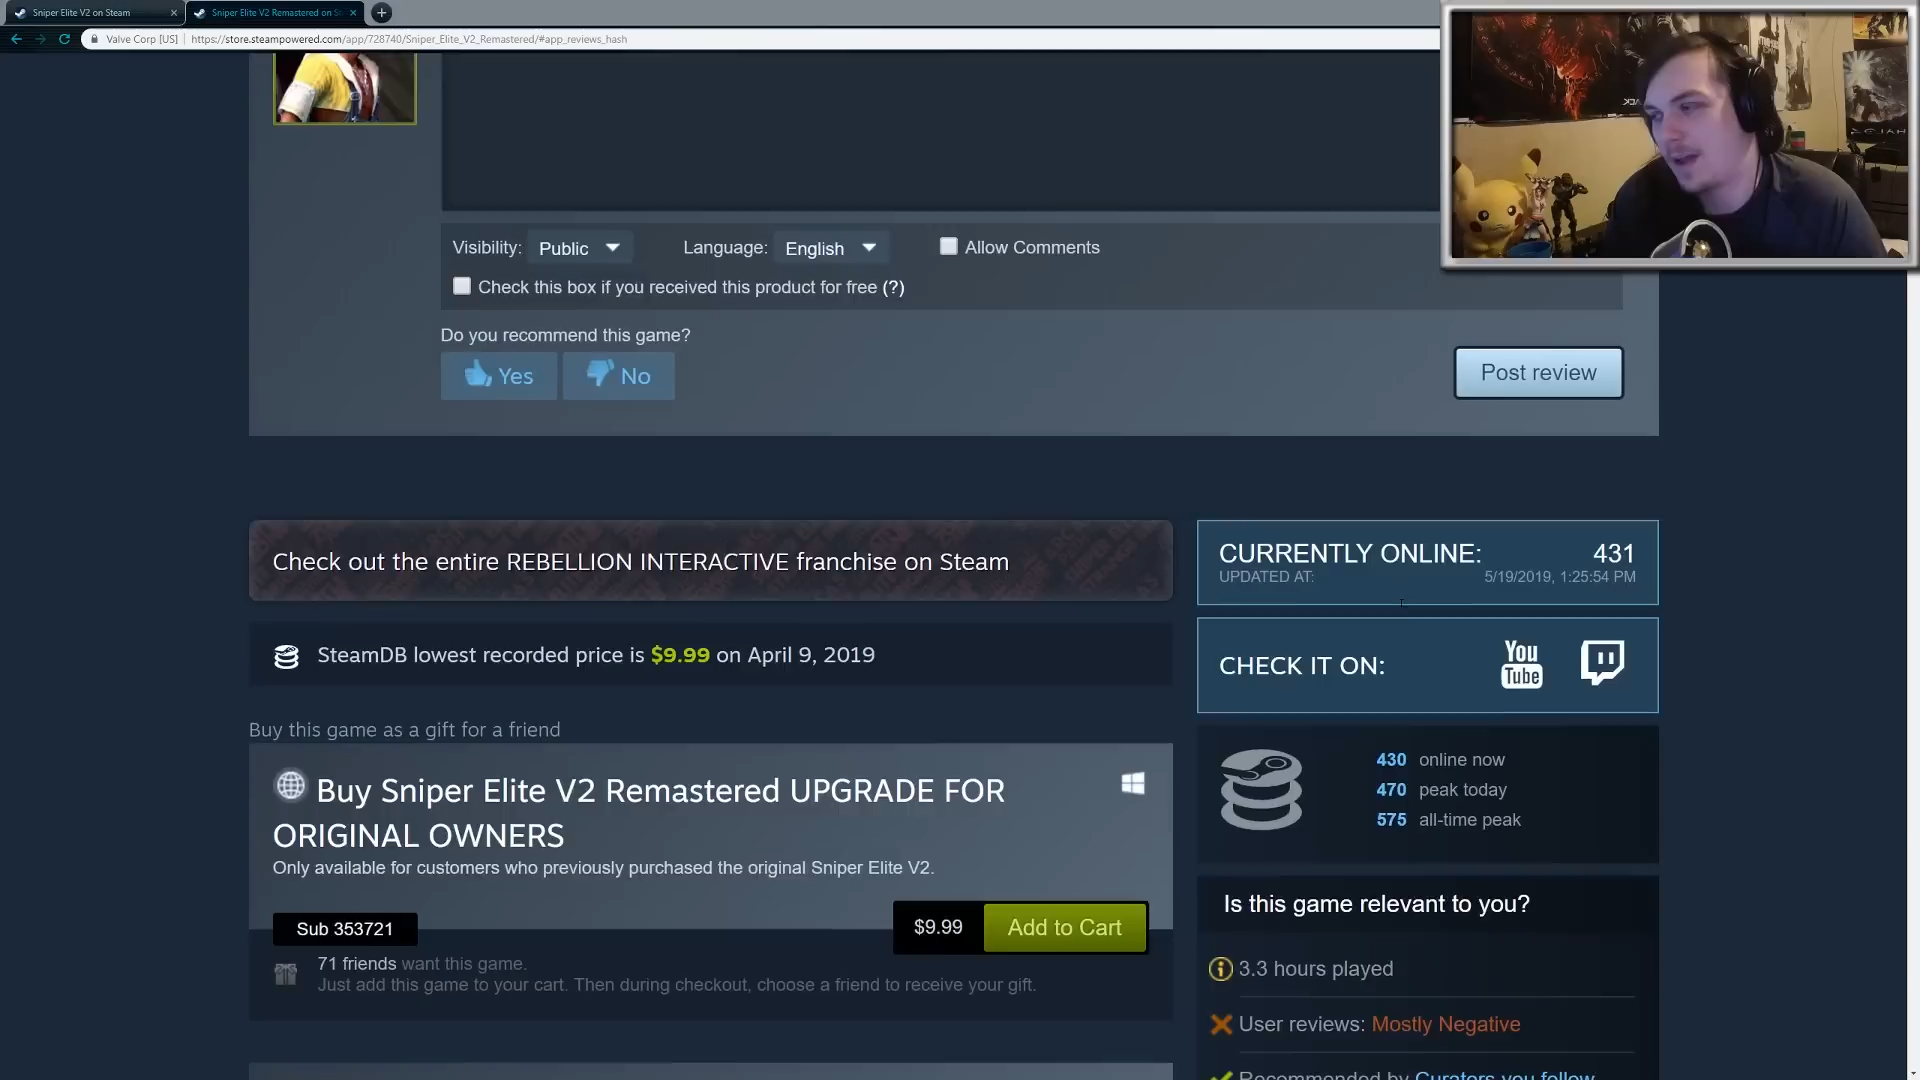 Sniper Elite V2 on Steam
Sniper Elite V2 Remastered on S
Valve Corp [US]
https://store.steampowered.com/app/728740/Sniper_Elite_V2_Remastered/#app_reviews_hash
Visibility: Public
Language: English
Allow Comments
Check this box if you received this product for free (?)
Do you recommend this game?
Yes
No
Post review
Check out the entire REBELLION INTERACTIVE franchise on Steam
CURRENTLY ONLINE: 431
UPDATED AT: 5/19/2019, 1:25:54 PM
SteamDB lowest recorded price is $9.99 on April 9, 2019
CHECK IT ON:
You
Tube
Buy this game as a gift for a friend
Buy Sniper Elite V2 Remastered UPGRADE FOR
ORIGINAL OWNERS
Only available for customers who previously purchased the original Sniper Elite V2.
Sub 353721
$9.99
Add to Cart
71 friends want this game.
Just add this game to your cart. Then during checkout, choose a friend to receive your gift.
430 online now
470 peak today
575 all-time peak
Is this game relevant to you?
3.3 hours played
User reviews: Mostly Negative
Recommended by Curators you follow